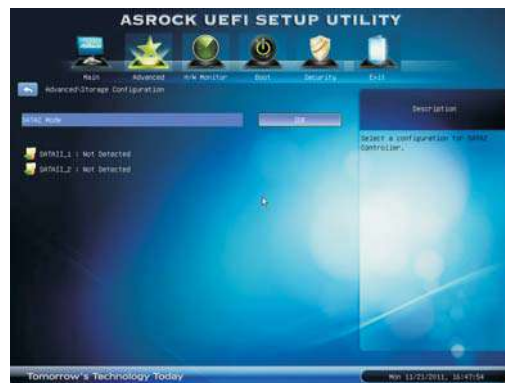 ASROCK UEFI SETUP UTILITY
Main Advanced H/W Monitor Boot Security Exit
Advanced\Storage Configuration
Description
SATA2 Mode
Select a configuration for SATA2
Controller.
SATAII_1 : Not Detected
SATAII_2 : Not Detected
Tomorrow's Technology Today
Mon 11/21/2011, 16:47:54